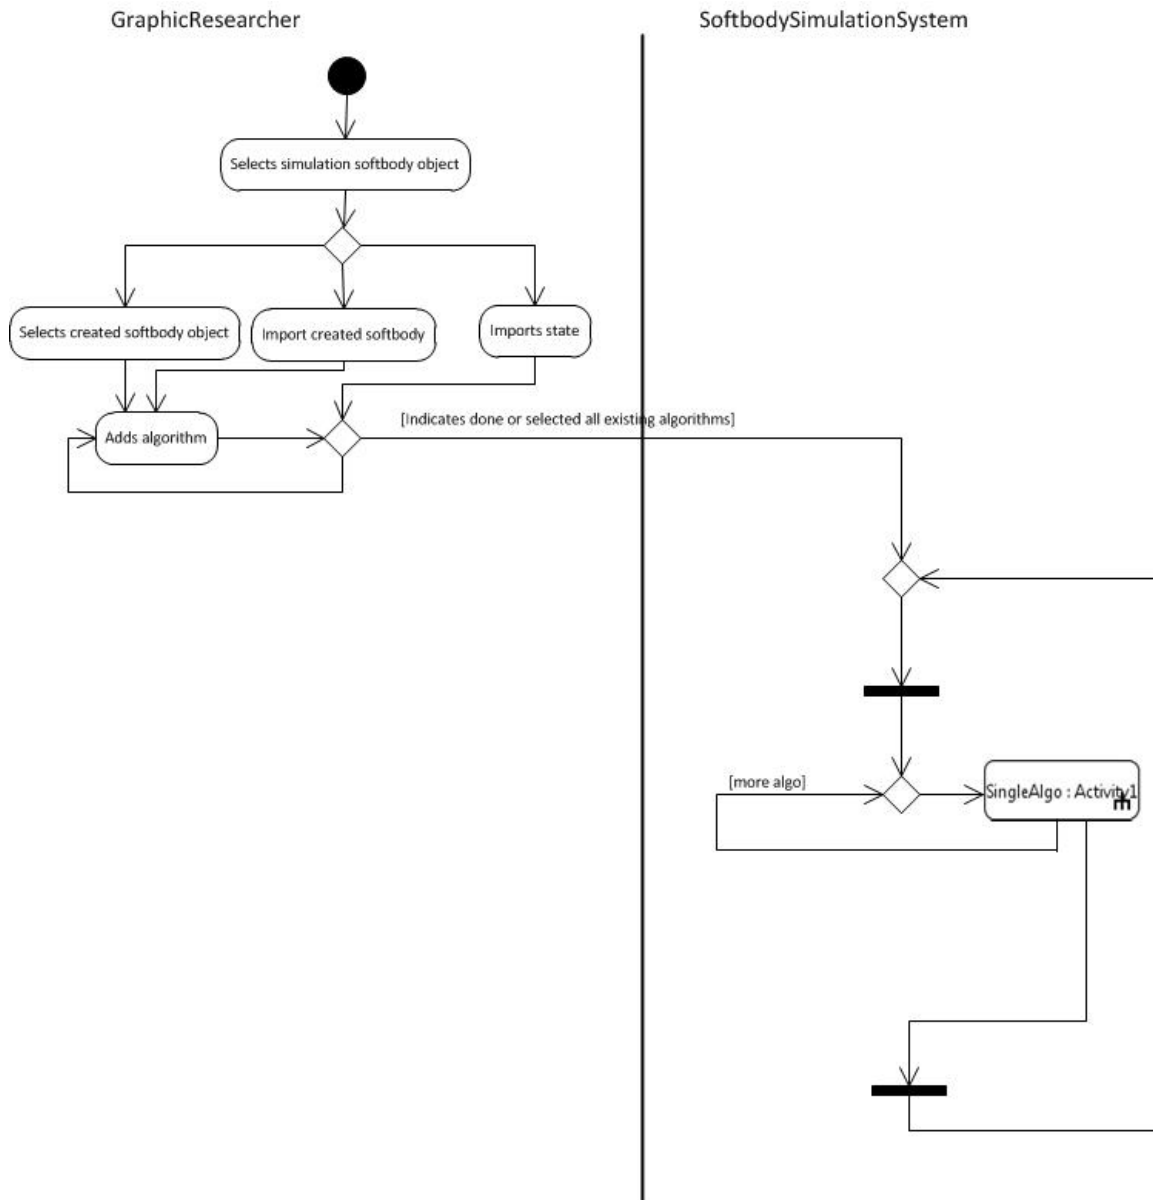 GraphicResearcher
SoftbodySimulationSystem
Selects simulation softbody object
Selects created softbody object
Import created softbody
Imports state
Adds algorithm
[Indicates done or selected all existing algorithms]
[more algo]
SingleAlgo : Activity1